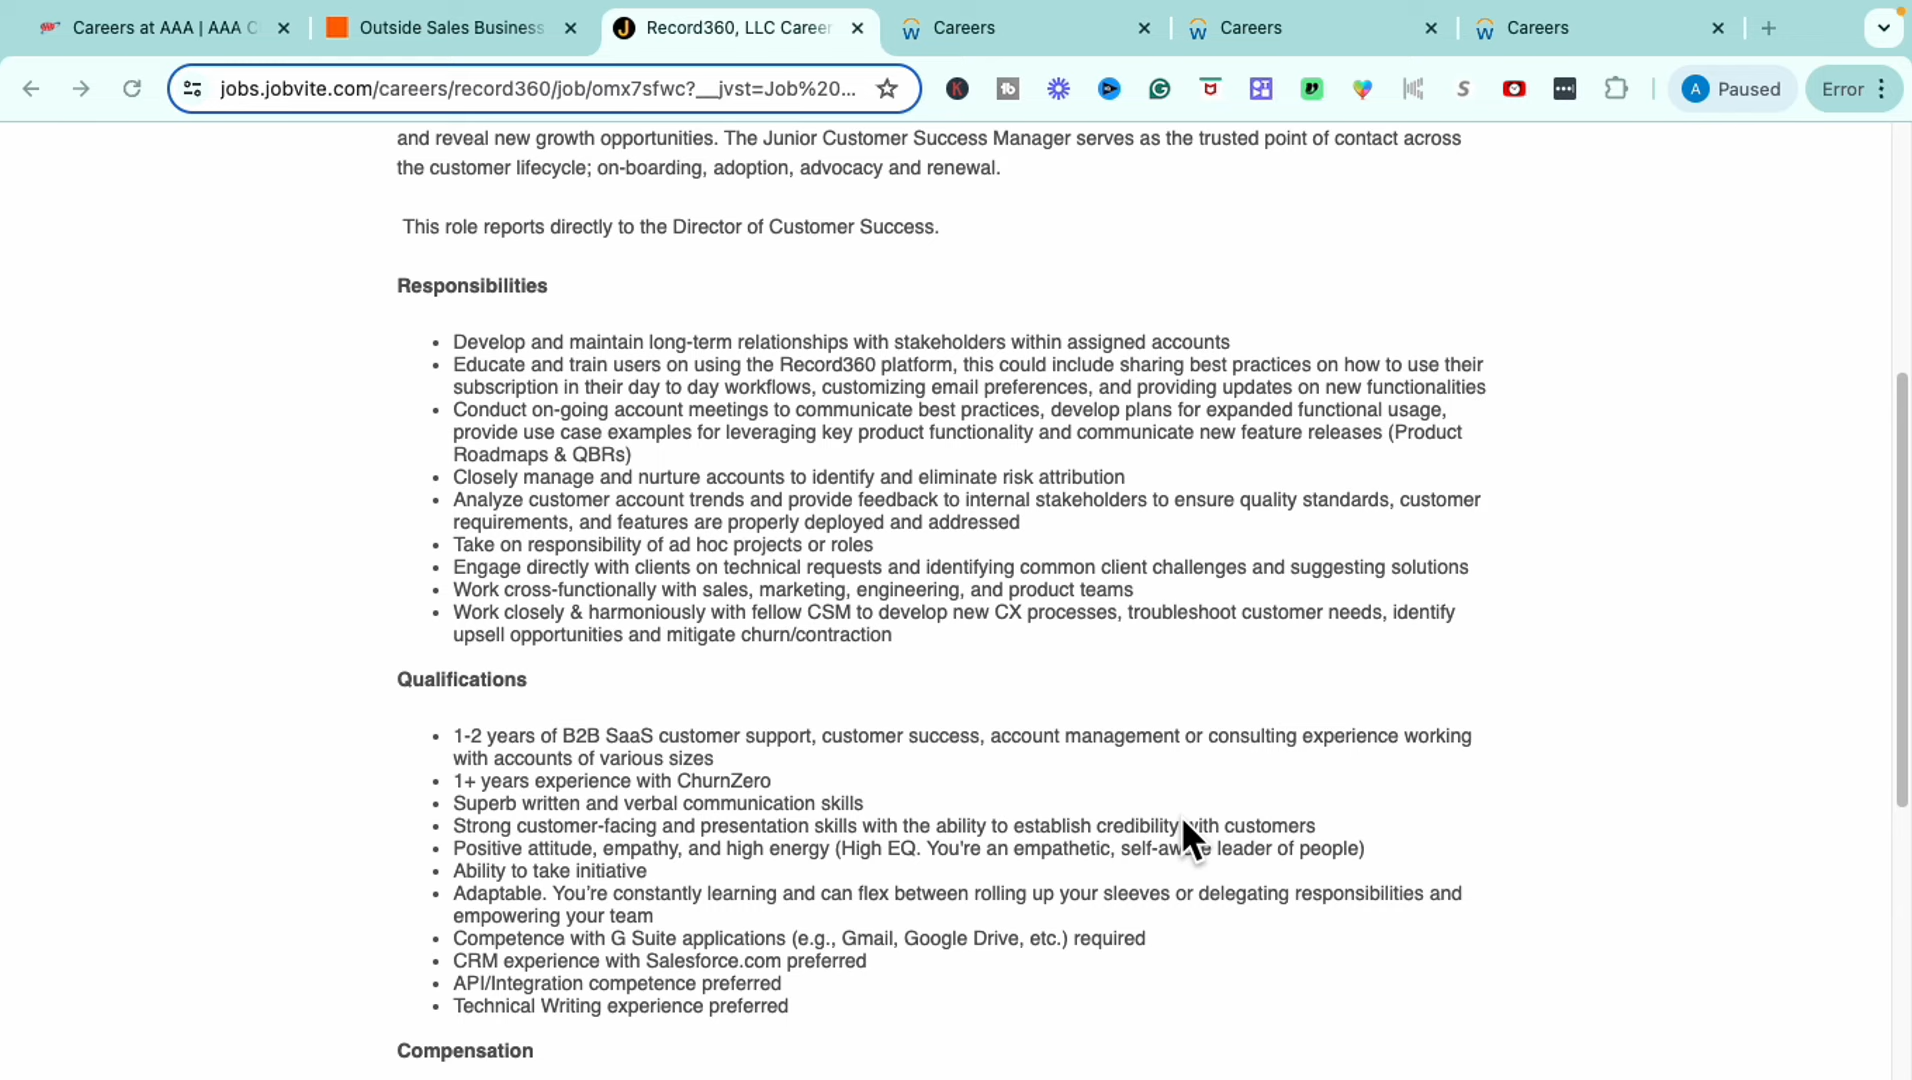 Careers at AAA | AAA C
Outside Sales Business
Record360, LLC Career
Careers
Careers
Careers
jobs.jobvite.com/careers/record360/job/omx7sfwc?__jvst=Job%20...
A Paused
Error
and reveal new growth opportunities. The Junior Customer Success Manager serves as the trusted point of contact across
the customer lifecycle; on-boarding, adoption, advocacy and renewal.
This role reports directly to the Director of Customer Success.
Responsibilities
• Develop and maintain long-term relationships with stakeholders within assigned accounts
• Educate and train users on using the Record360 platform, this could include sharing best practices on how to use their
subscription in their day to day workflows, customizing email preferences, and providing updates on new functionalities
• Conduct on-going account meetings to communicate best practices, develop plans for expanded functional usage,
provide use case examples for leveraging key product functionality and communicate new feature releases (Product
Roadmaps & QBRs)
• Closely manage and nurture accounts to identify and eliminate risk attribution
• Analyze customer account trends and provide feedback to internal stakeholders to ensure quality standards, customer
requirements, and features are properly deployed and addressed
• Take on responsibility of ad hoc projects or roles
• Engage directly with clients on technical requests and identifying common client challenges and suggesting solutions
• Work cross-functionally with sales, marketing, engineering, and product teams
• Work closely & harmoniously with fellow CSM to develop new CX processes, troubleshoot customer needs, identify
upsell opportunities and mitigate churn/contraction
Qualifications
• 1-2 years of B2B SaaS customer support, customer success, account management or consulting experience working
with accounts of various sizes
• 1+ years experience with ChurnZero
• Superb written and verbal communication skills
• Strong customer-facing and presentation skills with the ability to establish credibility with customers
• Positive attitude, empathy, and high energy (High EQ. You're an empathetic, self-aware leader of people)
• Ability to take initiative
• Adaptable. You’re constantly learning and can flex between rolling up your sleeves or delegating responsibilities and
empowering your team
• Competence with G Suite applications (e.g., Gmail, Google Drive, etc.) required
• CRM experience with Salesforce.com preferred
• API/Integration competence preferred
• Technical Writing experience preferred
Compensation